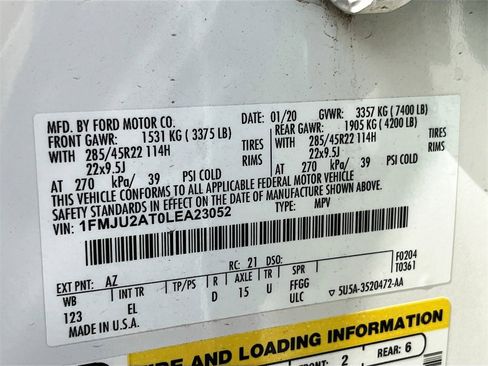 MFD. BY FORD MOTOR CO.
DATE: 01/20 GVWR: 3357 KG ( 7400 LB)
FRONT GAWR: 1531 KG ( 3375 LB)
REAR GAWR: 1905 KG ( 4200 LB)
WITH 285/45R22 114H TIRES
WITH 285/45R22 114H TIRES
22x9.5J RIMS
22x9.5J RIMS
AT 270 kPa/ 39 PSI COLD
AT 270 kPa/ 39 PSI COLD
THIS VEHICLE CONFORMS TO ALL APPLICABLE FEDERAL MOTOR VEHICLE
SAFETY STANDARDS IN EFFECT ON THE DATE OF MANUFACTURE SHOWN ABOVE.
VIN: 1FMJU2AT0LEA23052 TYPE: MPV
F0204
T0361
EXT PNT: AZ RC: 21 DSO:
WB INT TR TP/PS R AXLE TR SPR
123 EL D 15 U FFGG
ULC
MADE IN U.S.A.
▽ 5U5A-3520472-AA
AND LOADING INFORMATION
FRONT: 2 REAR: 6